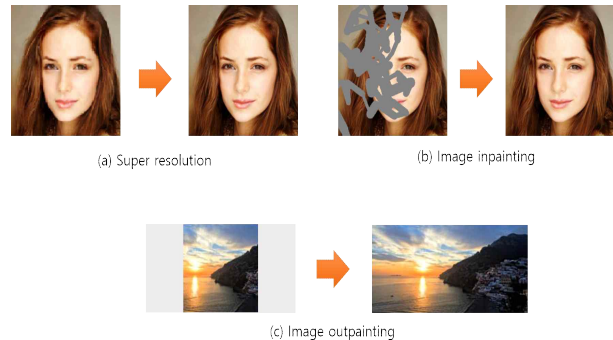 (a) Super resolution
(b) Image inpainting
(c) Image outpainting